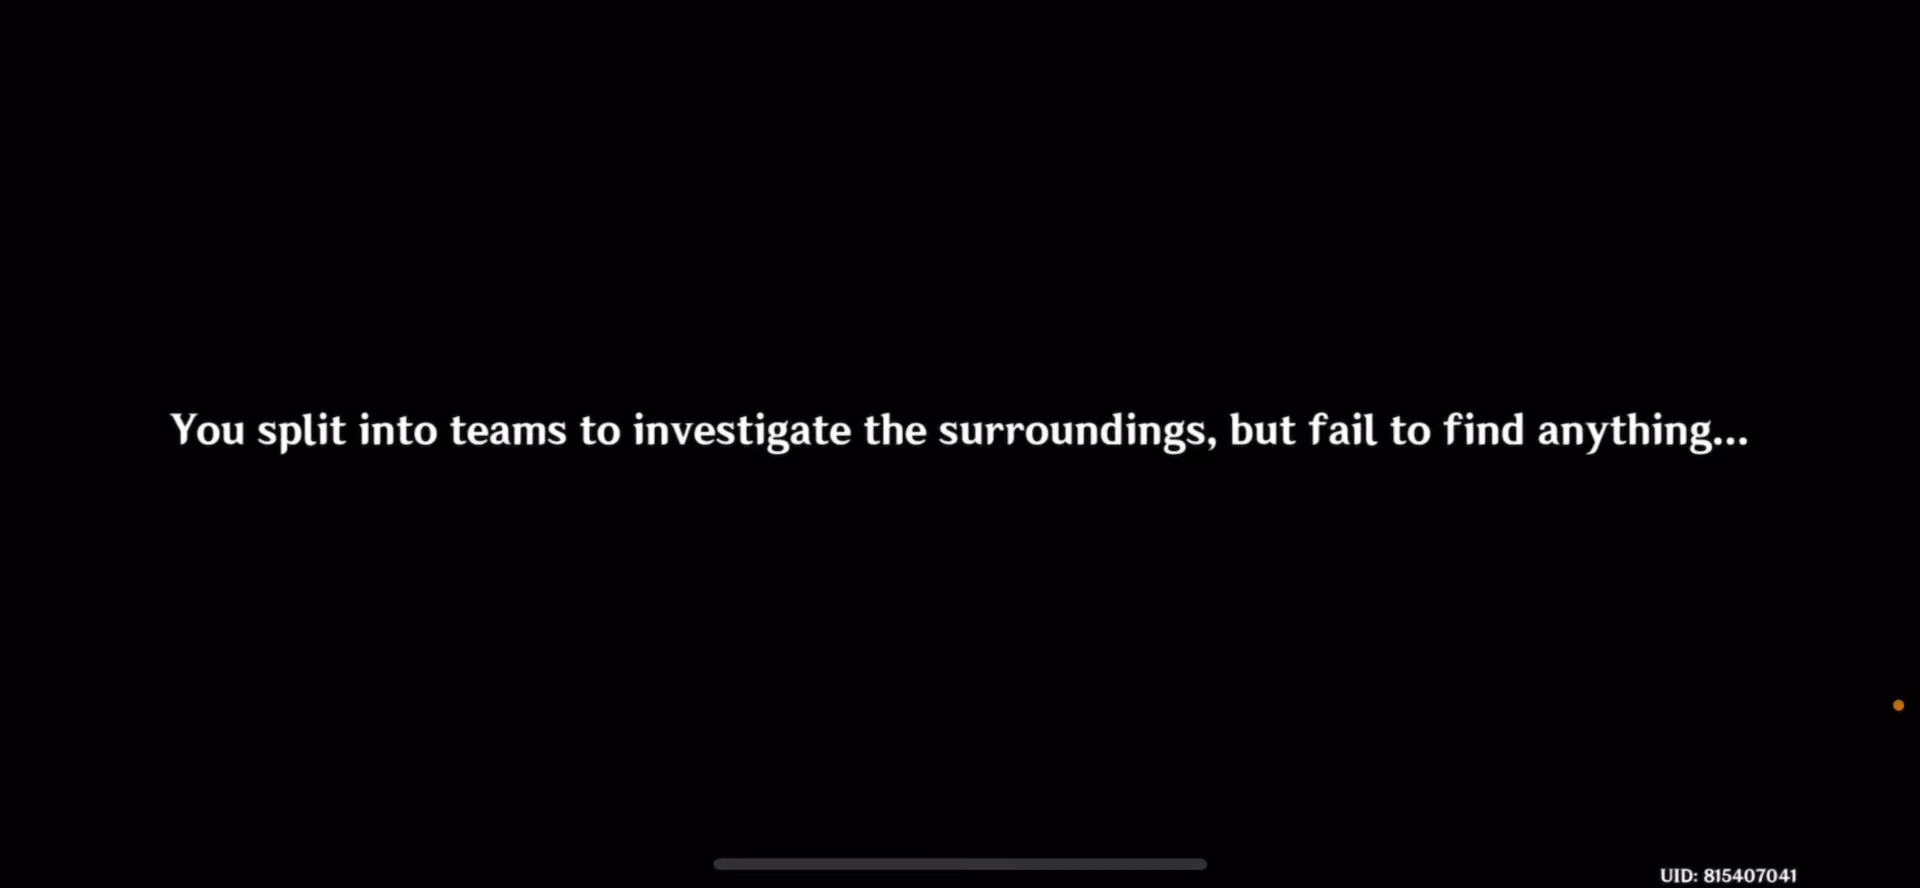 You split into teams to investigate the surroundings, but fail to find anything...
UID: 815407041